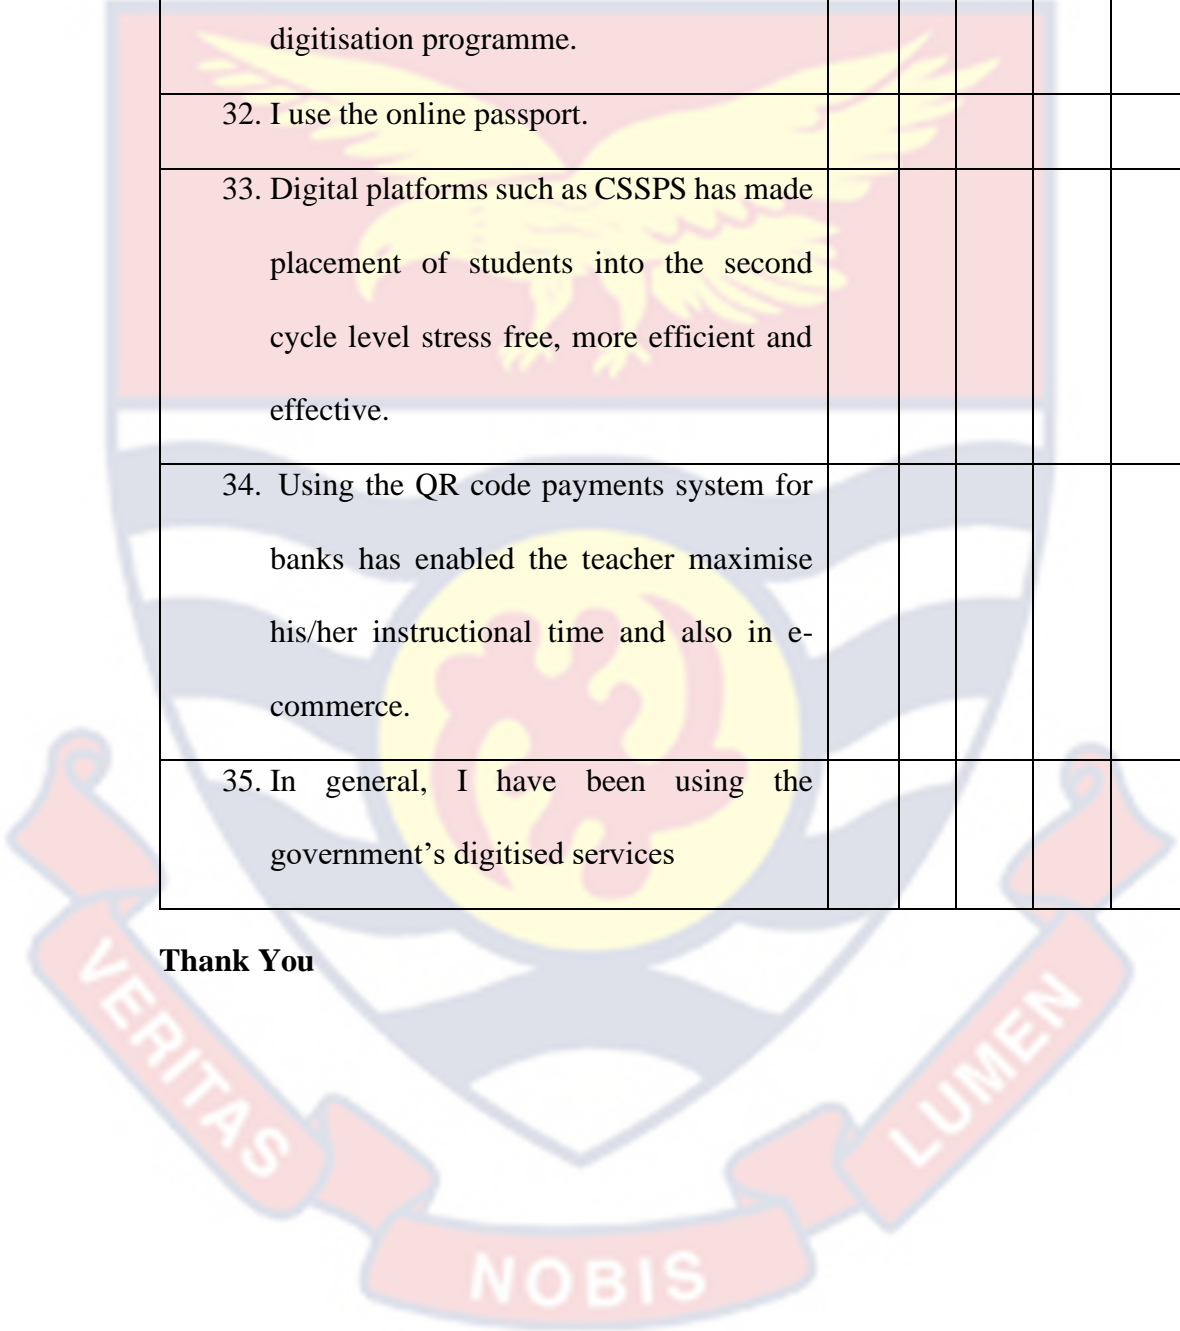 digitisation programme.
32. I use the online passport.
33. Digital platforms such as CSSPS has made
placement of students into the second
cycle level stress free, more efficient and
effective.
34. Using the QR code payments system for
banks has enabled the teacher maximise
his/her instructional time and also in e-
commerce.
35. In general, I have been using the
government’s digitised services
Thank You
VERITAS
NOBIS
LUMEN